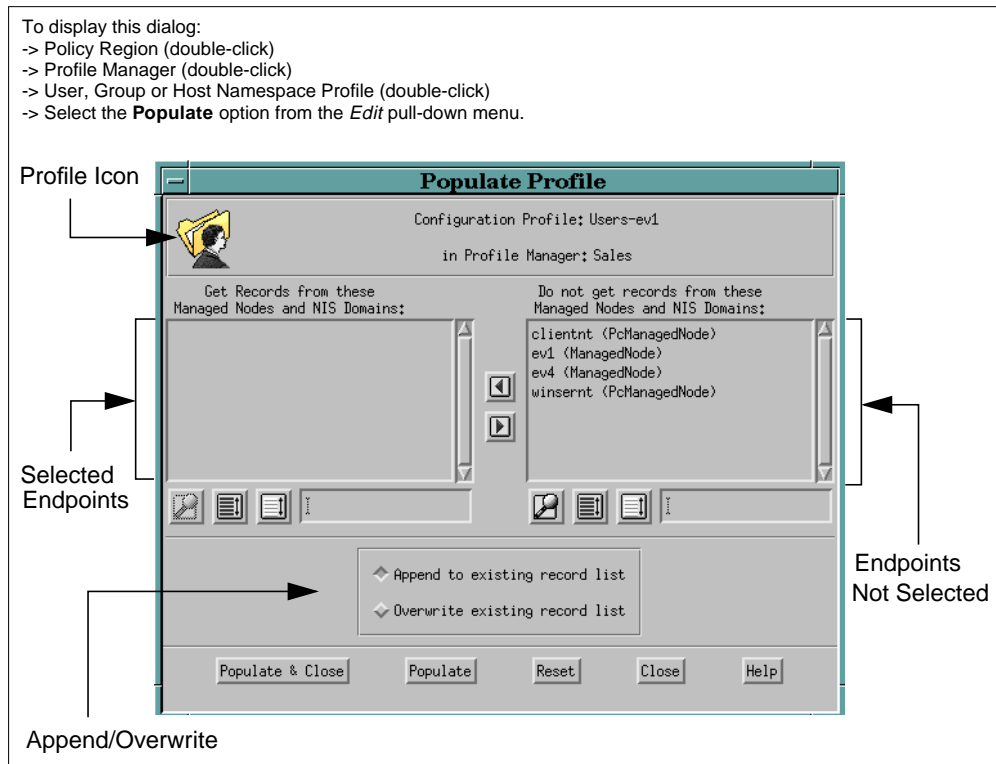 To display this dialog:
-> Policy Region (double-click)
-> Profile Manager (double-click)
-> User, Group or Host Namespace Profile (double-click)
-> Select the Populate option from the Edit pull-down menu.
Profile Icon
Populate Profile
Configuration Profile: Users-ev1
in Profile Manager: Sales
Get Records from these
Managed Nodes and NIS Domains:
Do not get records from these
Managed Nodes and NIS Domains:
clientnt (PcManagedNode)
ev1 (ManagedNode)
ev4 (ManagedNode)
winsernt (PcManagedNode)
Selected
Endpoints
Endpoints
Not Selected
Append to existing record list
Overwrite existing record list
Populate & Close
Populate
Reset
Close
Help
Append/Overwrite